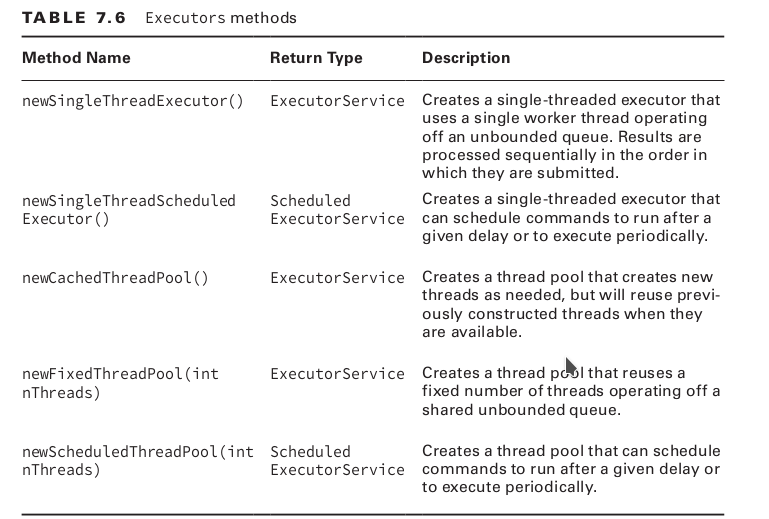 TABLE 7.6 Executors methods
Method Name Return Type Description
newSingleThreadExecutor() ExecutorService Creates a single-threaded executor that
uses a single worker thread operating
off an unbounded queue. Results are
processed sequentially in the order in
which they are submitted.
newSingleThreadScheduled Scheduled Creates a single-threaded executor that
Executor() ExecutorService can schedule commands to run after a
given delay or to execute periodically.
newCachedThreadPool() ExecutorService Creates a thread pool that creates new
threads as needed, but will reuse previ-
ously constructed threads when they
are available.
newFixedThreadPool(int ExecutorService Creates a thread pool that reuses a
nThreads) fixed number of threads operating off a
shared unbounded queue.
newScheduledThreadPool(int Scheduled Creates a thread pool that can schedule
nThreads) ExecutorService commands to run after a given delay or
to execute periodically.